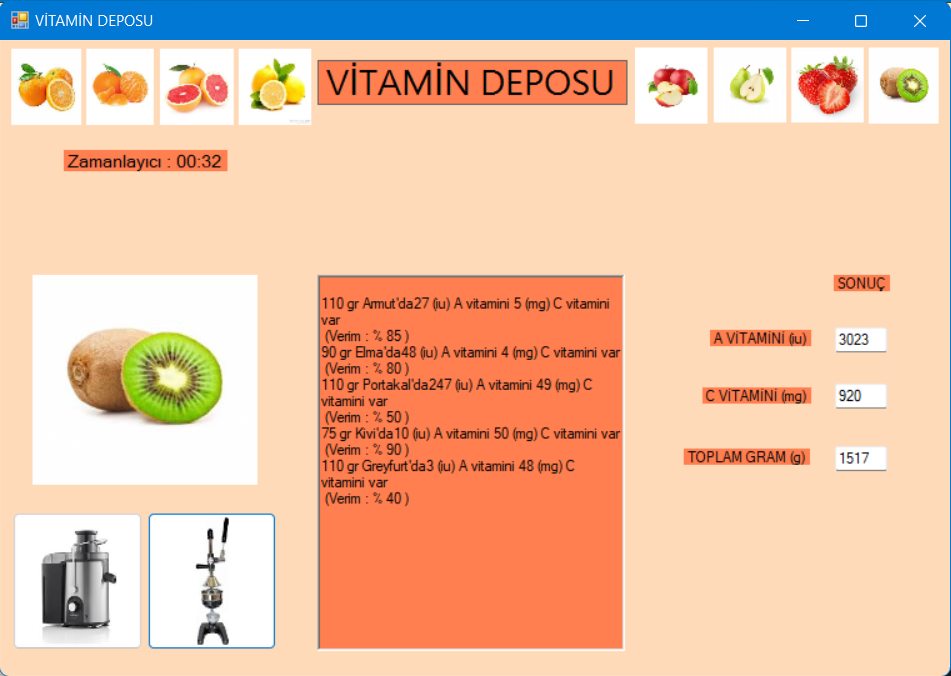 VİTAMİN DEPOSU
VİTAMİN DEPOSU
Zamanlayıcı : 00:32
110 gr Armut'da27 (iu) A vitamini 5 (mg) C vitamini
var
(Verim : % 85 )
90 gr Elma'da48 (iu) A vitamini 4 (mg) C vitamini var
(Verim : % 80 )
110 gr Portakal'da247 (iu) A vitamini 49 (mg) C
vitamini var
(Verim : % 50 )
75 gr Kivi'da10 (iu) A vitamini 50 (mg) C vitamini var
(Verim : % 90 )
110 gr Greyfurt'da3 (iu) A vitamini 48 (mg) C
vitamini var
(Verim : % 40 )
SONUÇ
A VİTAMİNİ (iu) 3023
C VİTAMİNİ (mg) 920
TOPLAM GRAM (g) 1517